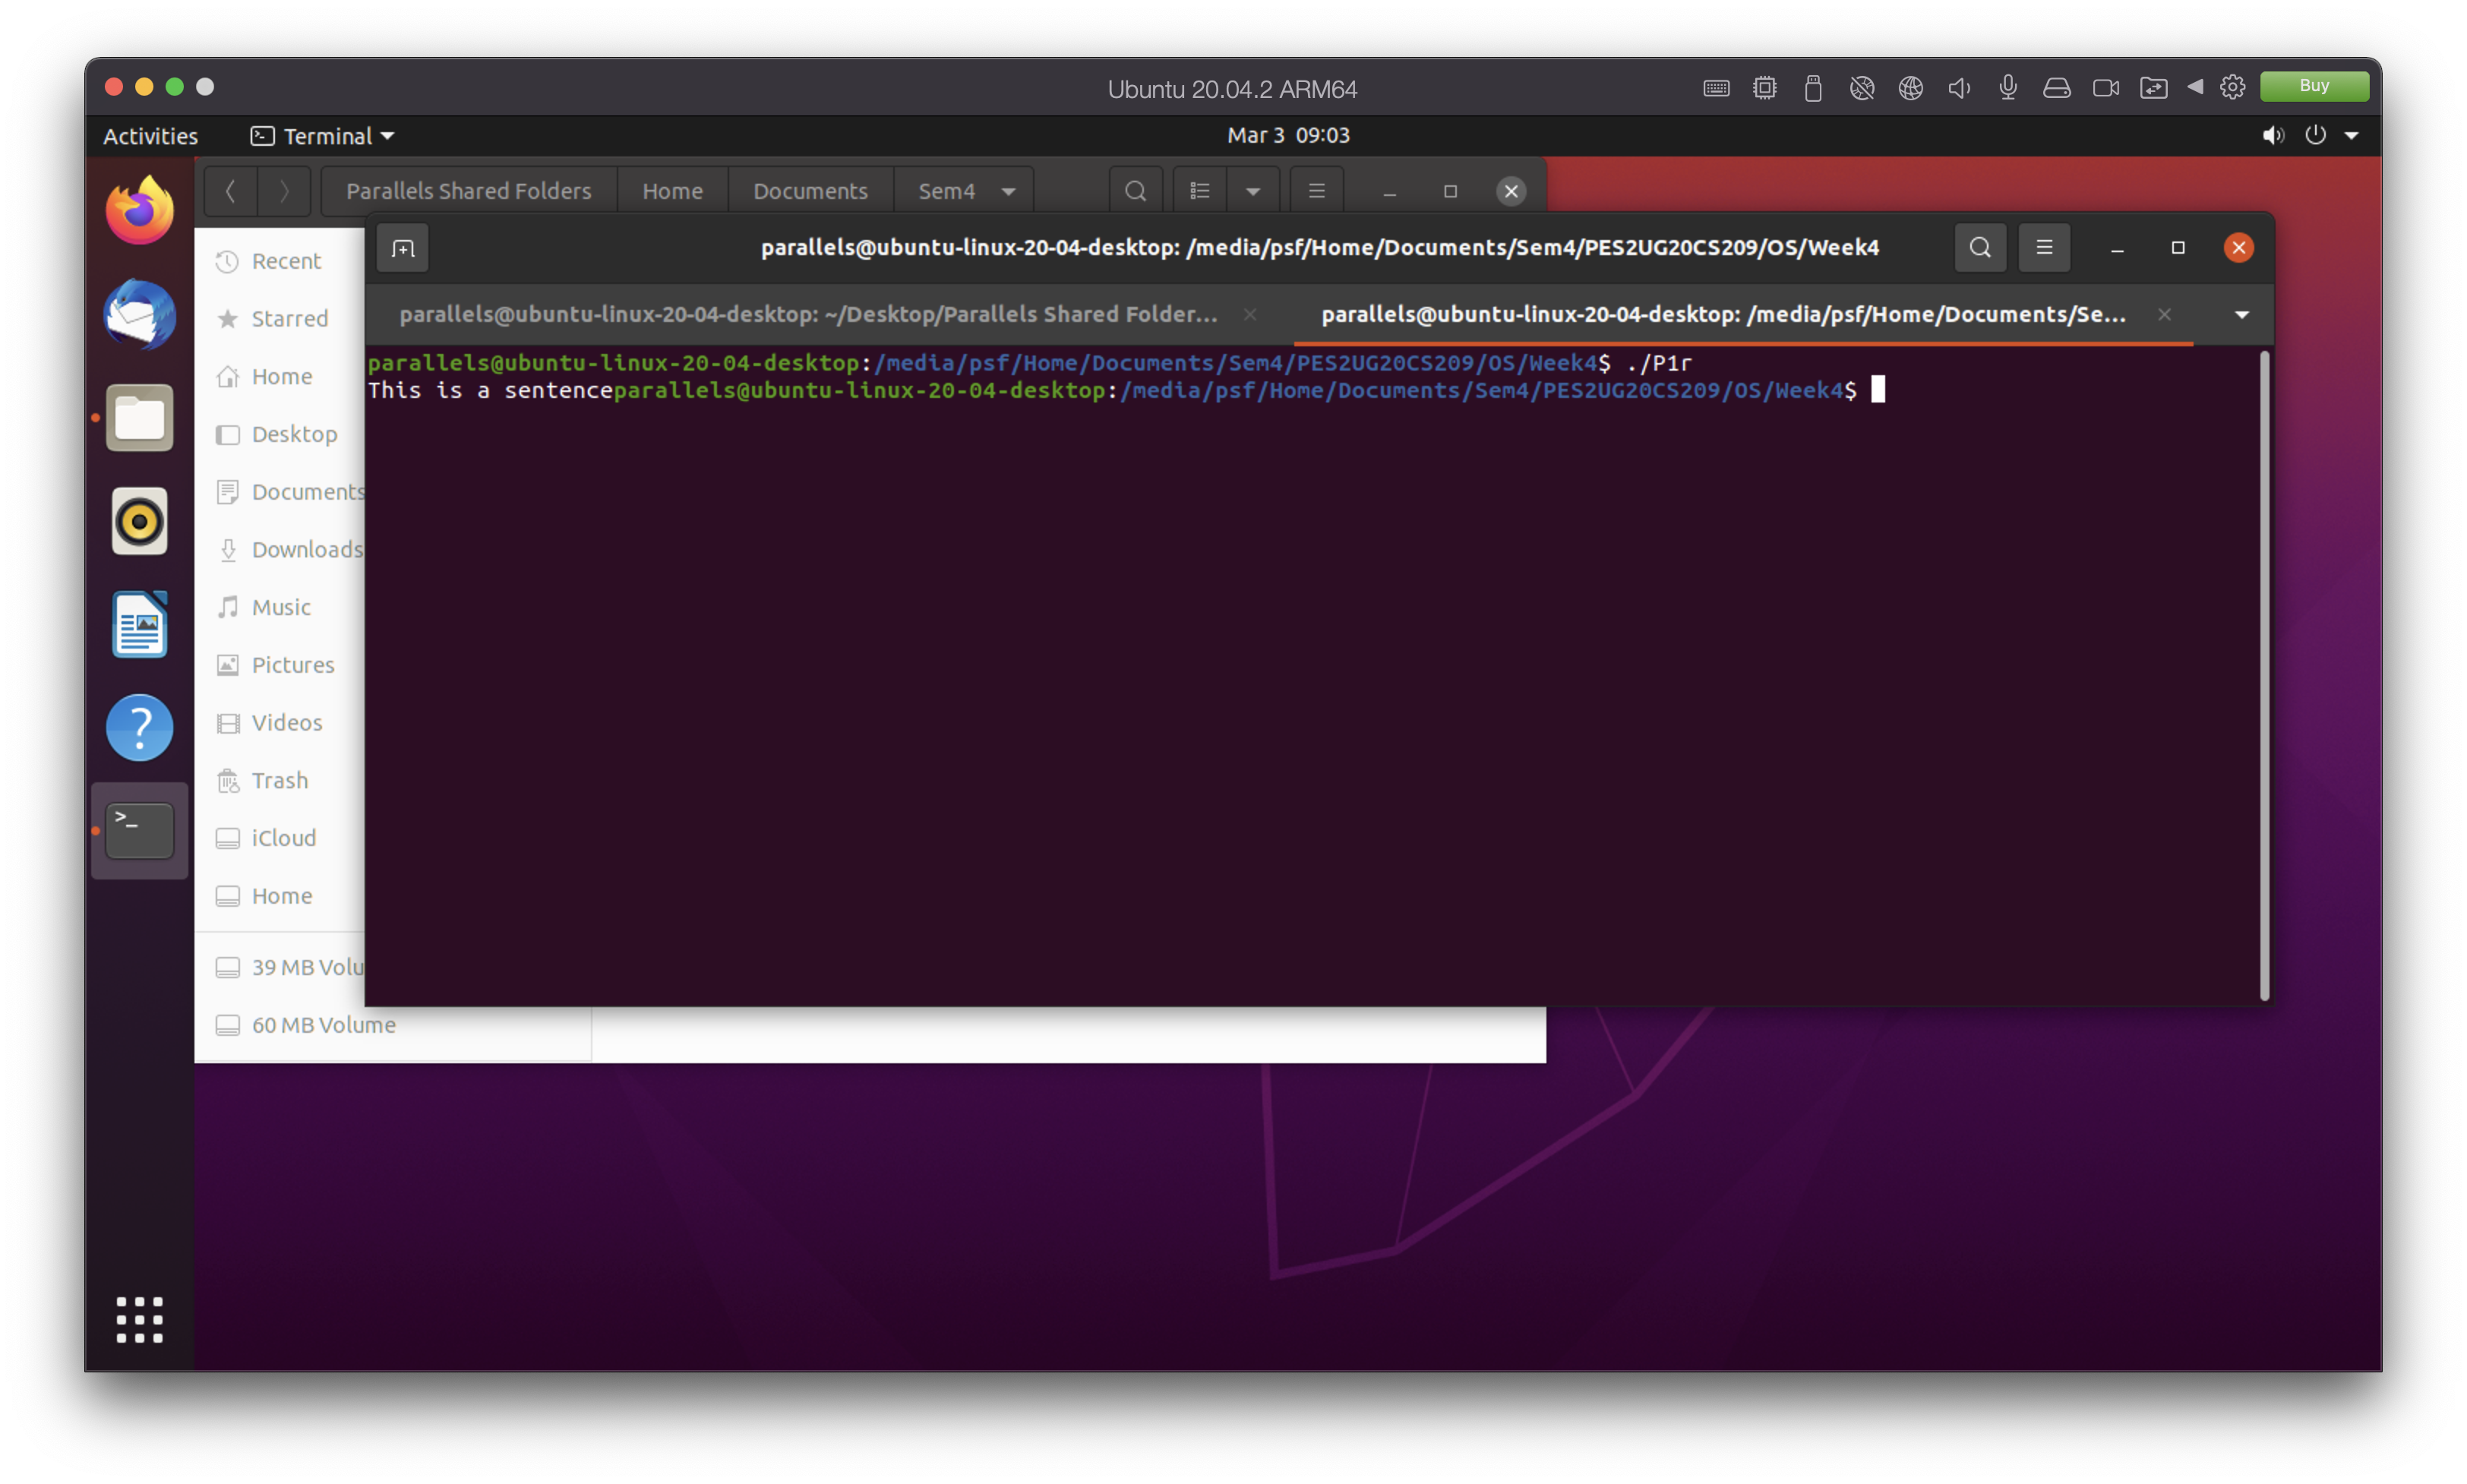 Ubuntu 20.04.2 ARM64
Buy
Activities
Terminal
Mar 3 09:03
Parallels Shared Folders
Home
Documents
Sem4
parallels@ubuntu-linux-20-04-desktop: /media/psf/Home/Documents/Sem4/PES2UG20CS209/OS/Week4
parallels@ubuntu-linux-20-04-desktop: ~/Desktop/Parallels Shared Folder...
parallels@ubuntu-linux-20-04-desktop: /media/psf/Home/Documents/Se...
parallels@ubuntu-linux-20-04-desktop:/media/psf/Home/Documents/Sem4/PES2UG20CS209/OS/Week4$ ./P1r
This is a sentenceparallels@ubuntu-linux-20-04-desktop:/media/psf/Home/Documents/Sem4/PES2UG20CS209/OS/Week4$
Recent
Starred
Home
Desktop
Documents
Downloads
Music
Pictures
Videos
Trash
iCloud
Home
39 MB Volu
60 MB Volume